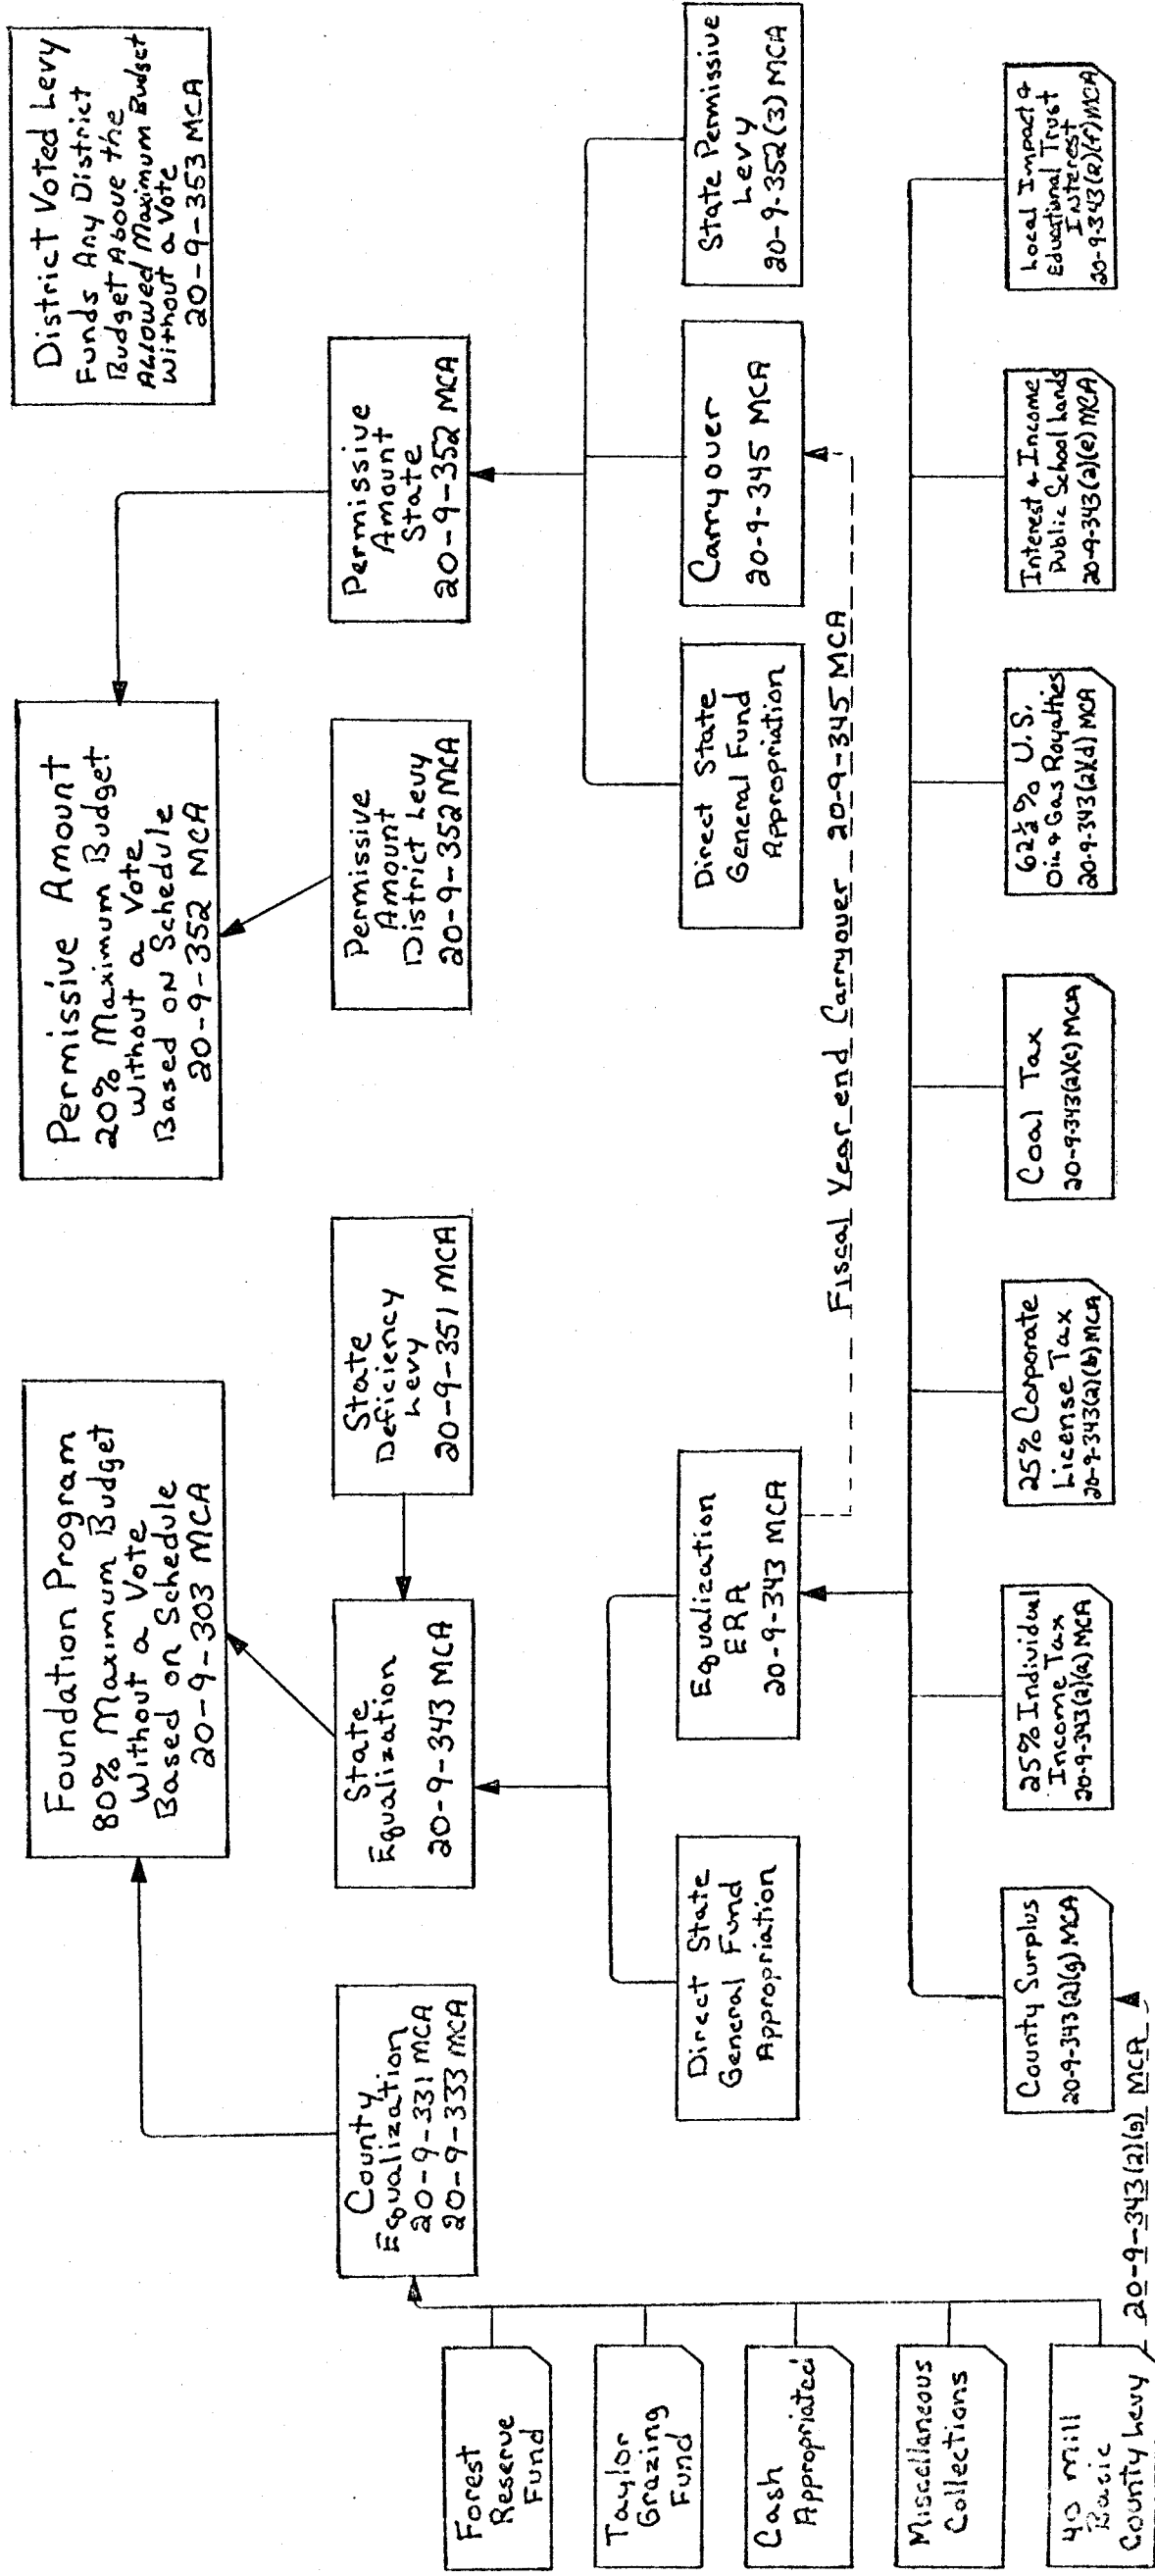 Foundation Program
80% Maximum Budget
Without a Vote
Based on Schedule
20-9-303 MCA
Permissive Amount
20% Maximum Budget
Without a Vote
Based on Schedule
20-9-352 MCA
District Voted Levy
Funds Any District
Budget Above the
Allowed Maximum Budget
Without a Vote
20-9-353 MCA
County
Equalization
20-9-331 MCA
20-9-333 MCA
State
Equalization
20-9-343 MCA
State
Deficiency
Levy
20-9-351 MCA
Permissive
Amount
District Levy
20-9-352 MCA
Permissive
Amount
State
20-9-352 MCA
Forest
Reserve
Fund
Taylor
Grazing
Fund
Cash
Appropriated
Miscellaneous
Collections
40 mill
Basic
County Levy
20-9-343(2)(g) MCA
Direct State
General Fund
Appropriation
Equalization
ERA
20-9-343 MCA
Direct State
General Fund
Appropriation
Carryover
20-9-345 MCA
State Permissive
Levy
20-9-352(3) MCA
Fiscal Year end Carryover 20-9-345 MCA
County Surplus
20-9-343(2)(g) MCA
25% Individual
Income Tax
20-9-343(2)(a) MCA
25% Corporate
License Tax
20-9-343(2)(b) MCA
Coal Tax
20-9-343(2)(c) MCA
62½% U.S.
Oil & Gas Royalties
20-9-343(2)(d) MCA
Interest & Income
Public School Lands
20-9-343(2)(e) MCA
Local Impact &
Educational Trust
Interest
20-9-343(2)(f) MCA